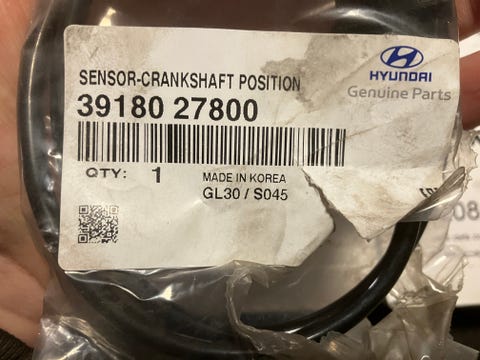 SENSOR-CRANKSHAFT POSITION
HYUNDAI
Genuine Parts
39180 27800
QTY: 1
MADE IN KOREA
GL30 / S045